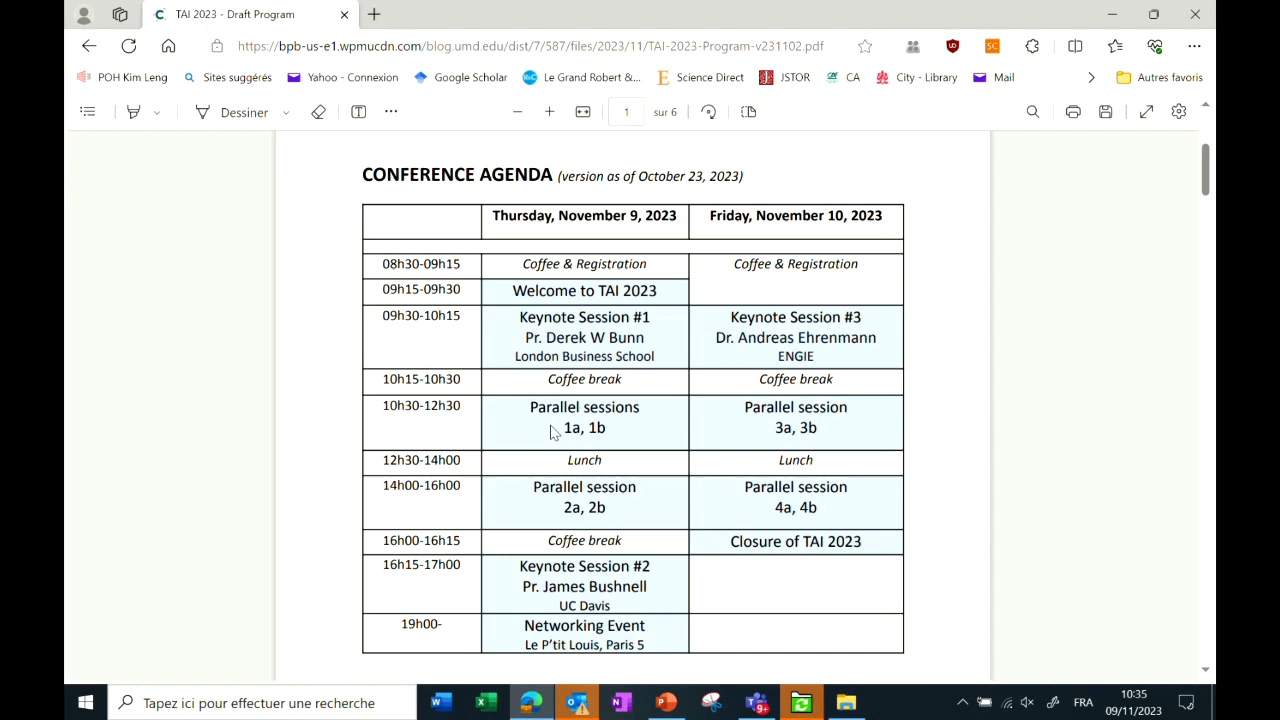 TAI 2023 - Draft Program
https://bpb-us-e1.wpmucdn.com/blog.umd.edu/dist/7/587/files/2023/11/TAI-2023-Program-v231102.pdf
POH Kim Leng
Sites suggérés
Yahoo - Connexion
Google Scholar
Le Grand Robert &...
Science Direct
JSTOR
CA
City - Library
Mail
Autres favoris
Dessiner
1
sur 6
CONFERENCE AGENDA (version as of October 23, 2023)
Thursday, November 9, 2023
Friday, November 10, 2023
08h30-09h15
Coffee & Registration
Coffee & Registration
09h15-09h30
Welcome to TAI 2023
09h30-10h15
Keynote Session #1
Pr. Derek W Bunn
London Business School
Keynote Session #3
Dr. Andreas Ehrenmann
ENGIE
10h15-10h30
Coffee break
Coffee break
10h30-12h30
Parallel sessions
1a, 1b
Parallel session
3a, 3b
12h30-14h00
Lunch
Lunch
14h00-16h00
Parallel session
2a, 2b
Parallel session
4a, 4b
16h00-16h15
Coffee break
Closure of TAI 2023
16h15-17h00
Keynote Session #2
Pr. James Bushnell
UC Davis
19h00-
Networking Event
Le P'tit Louis, Paris 5
Tapez ici pour effectuer une recherche
9+
FRA
10:35
09/11/2023